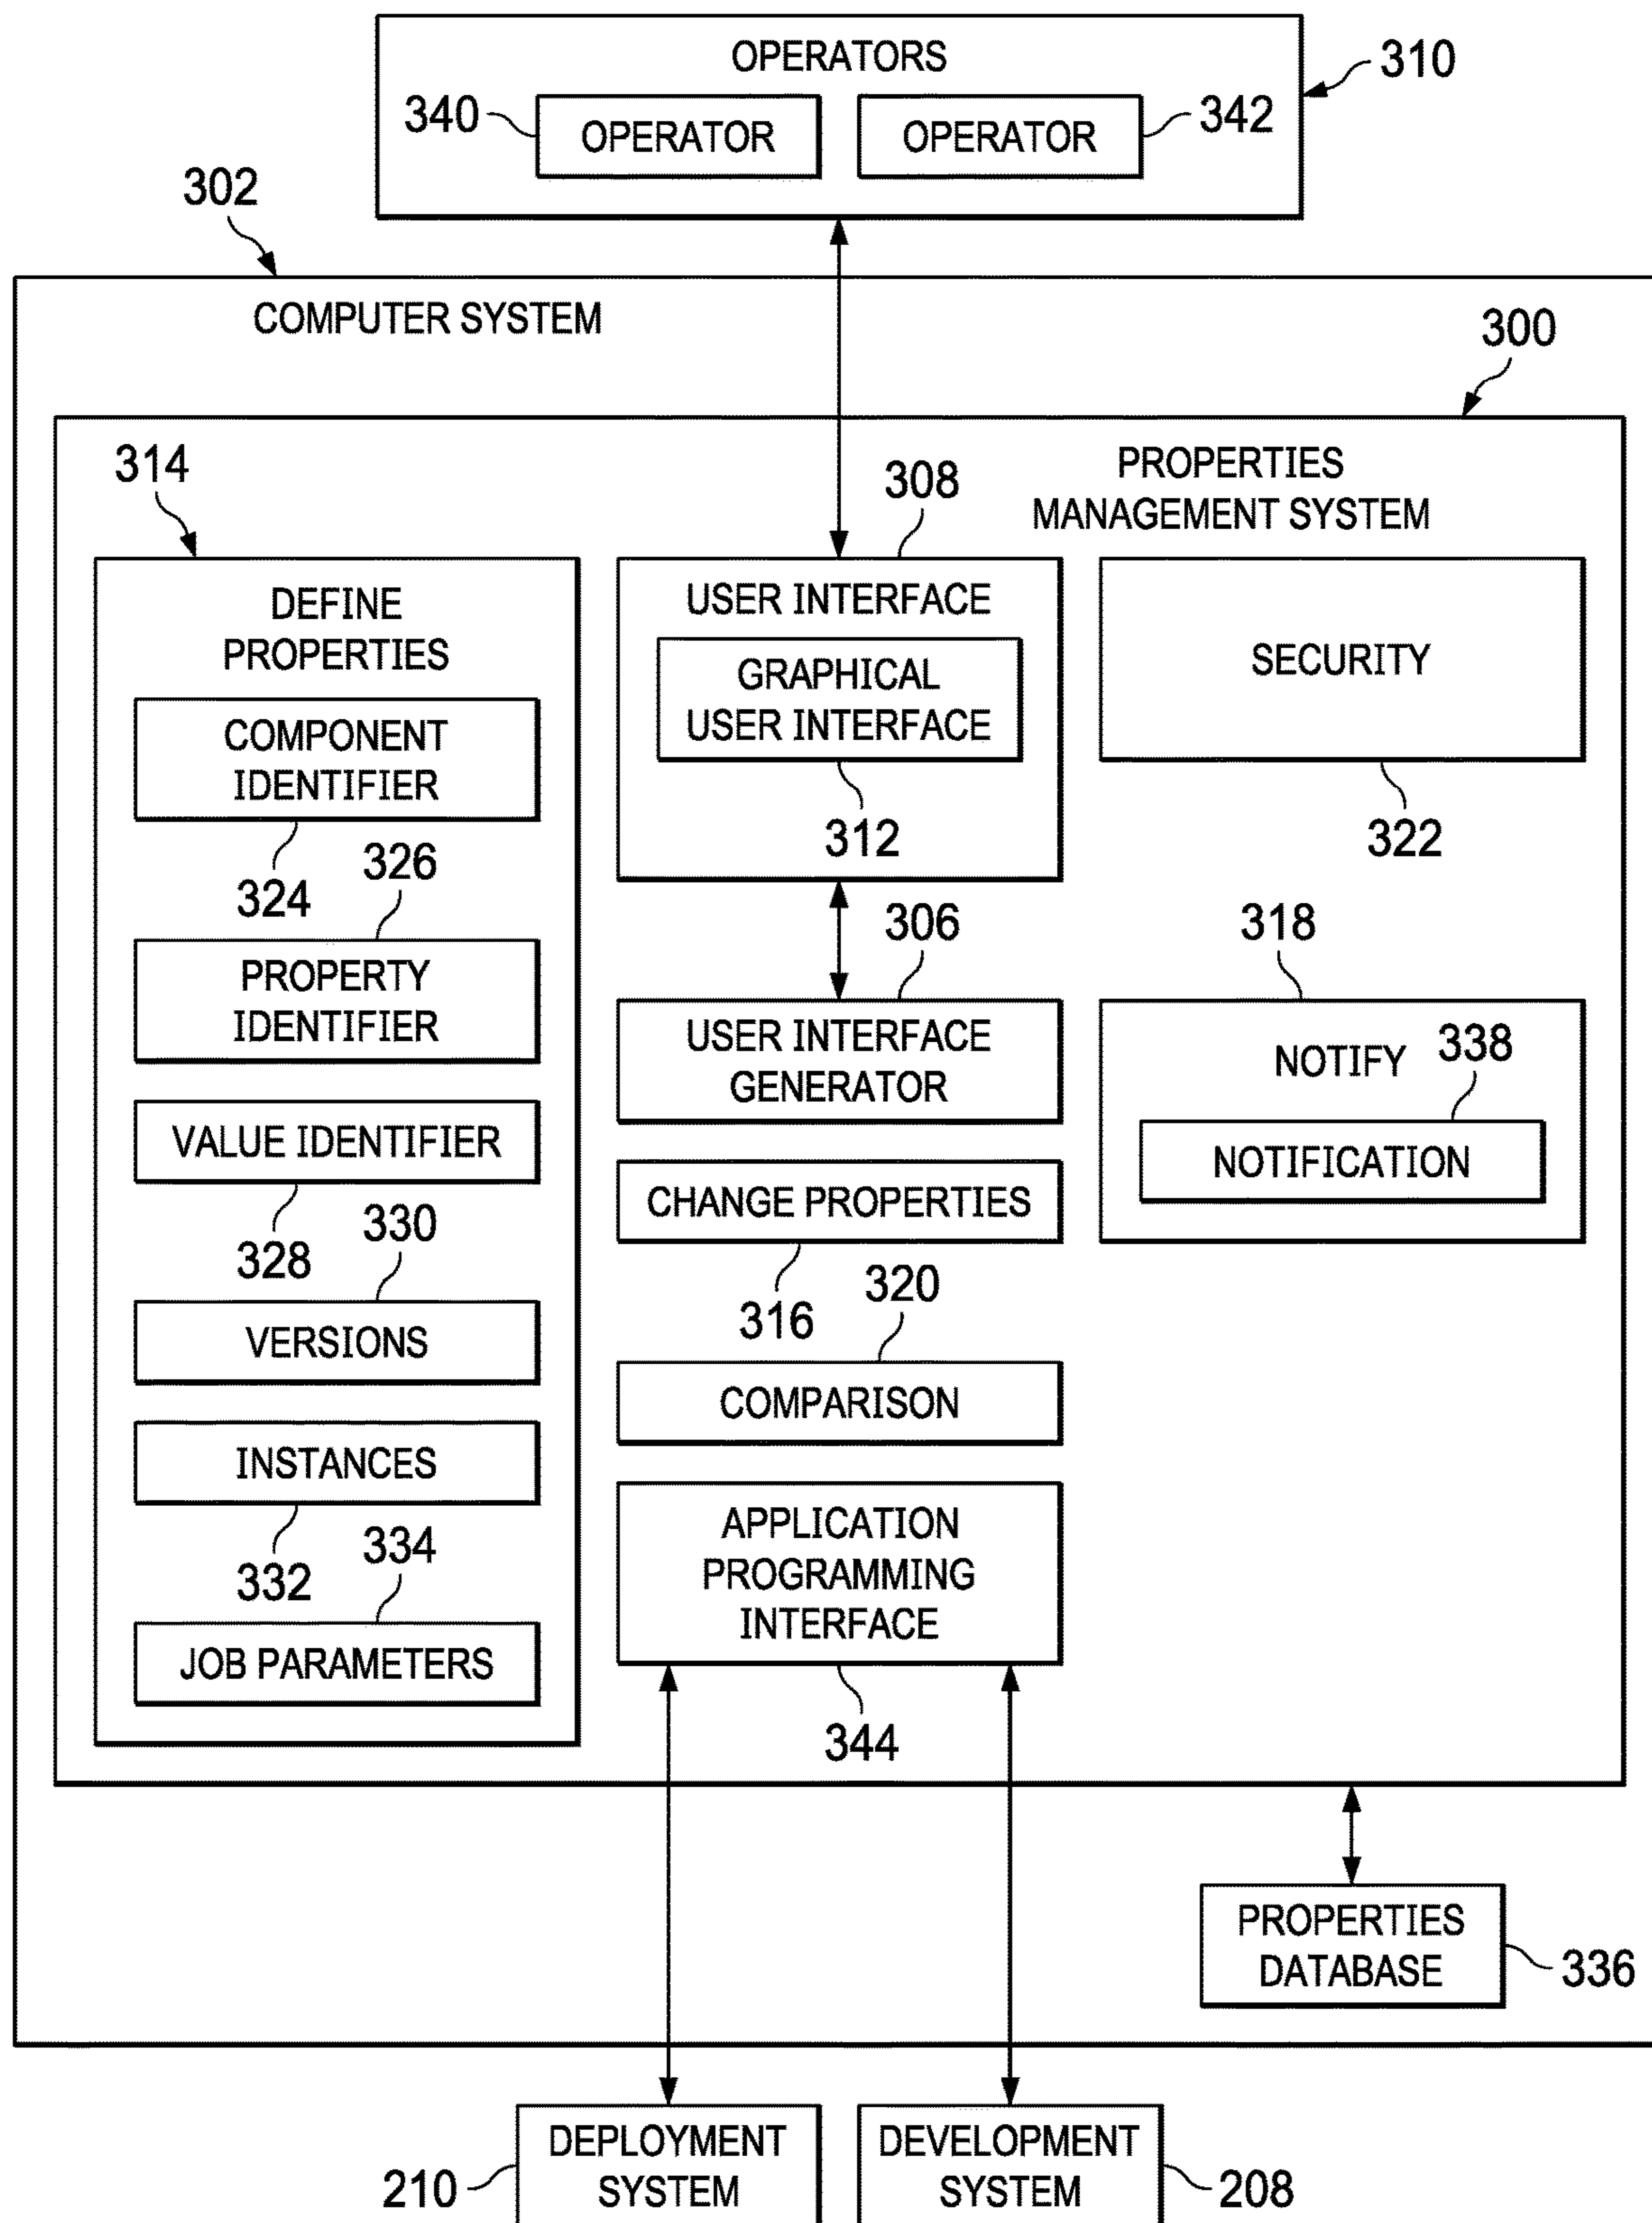 OPERATORS
310
340
OPERATOR
OPERATOR
342
302
COMPUTER SYSTEM
300
PROPERTIES
MANAGEMENT SYSTEM
314
DEFINE
PROPERTIES
COMPONENT
IDENTIFIER
324
326
PROPERTY
IDENTIFIER
VALUE IDENTIFIER
328
330
VERSIONS
INSTANCES
332
334
JOB PARAMETERS
308
USER INTERFACE
GRAPHICAL
USER INTERFACE
312
306
USER INTERFACE
GENERATOR
CHANGE PROPERTIES
316
320
COMPARISON
APPLICATION
PROGRAMMING
INTERFACE
344
SECURITY
322
318
NOTIFY
338
NOTIFICATION
PROPERTIES
DATABASE
336
210
DEPLOYMENT
SYSTEM
DEVELOPMENT
SYSTEM
208